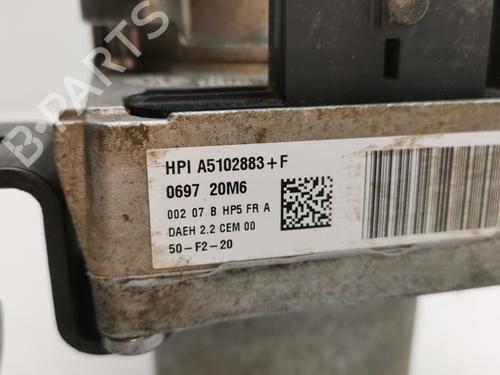 B-PARTS
HPI A5102883+F
0697 20M6
002 07 B HP5 FR A
DAEH 2.2 CEM 00
50-F2-20